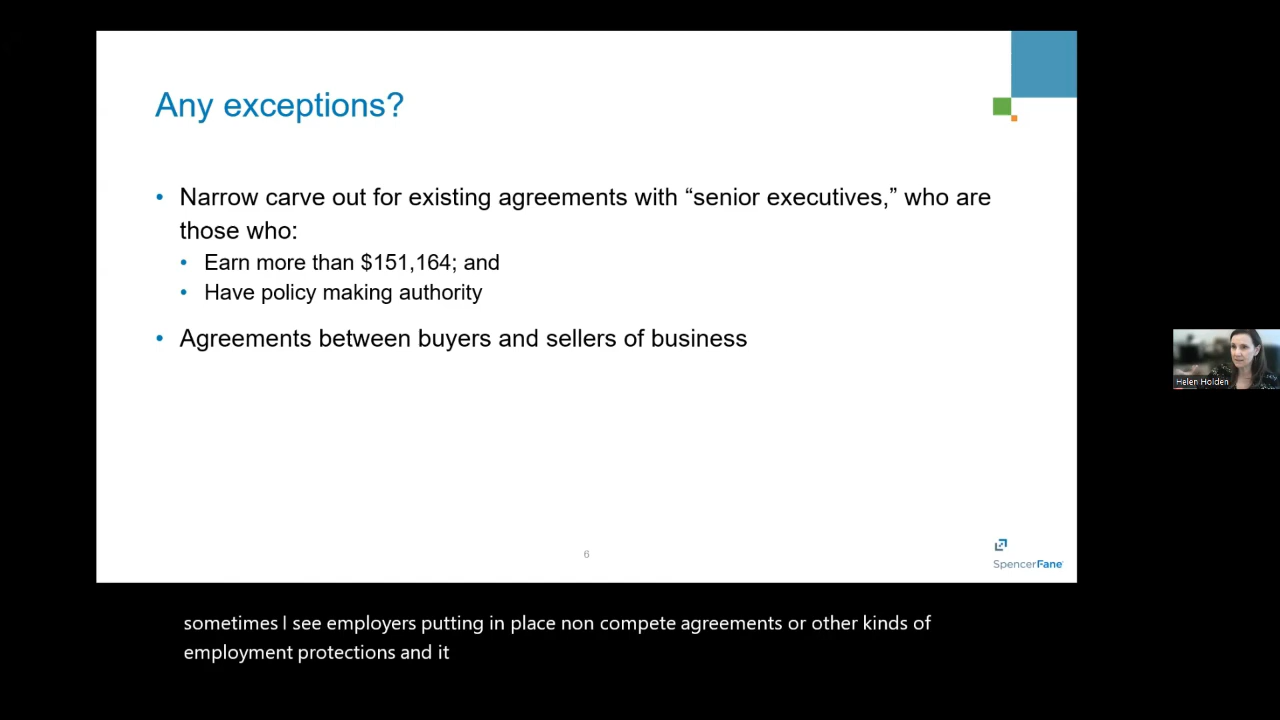 Any exceptions?
• Narrow carve out for existing agreements with “senior executives,” who are
those who:
• Earn more than $151,164; and
• Have policy making authority
• Agreements between buyers and sellers of business
Helen Holden
6
SpencerFane
sometimes I see employers putting in place non compete agreements or other kinds of
employment protections and it